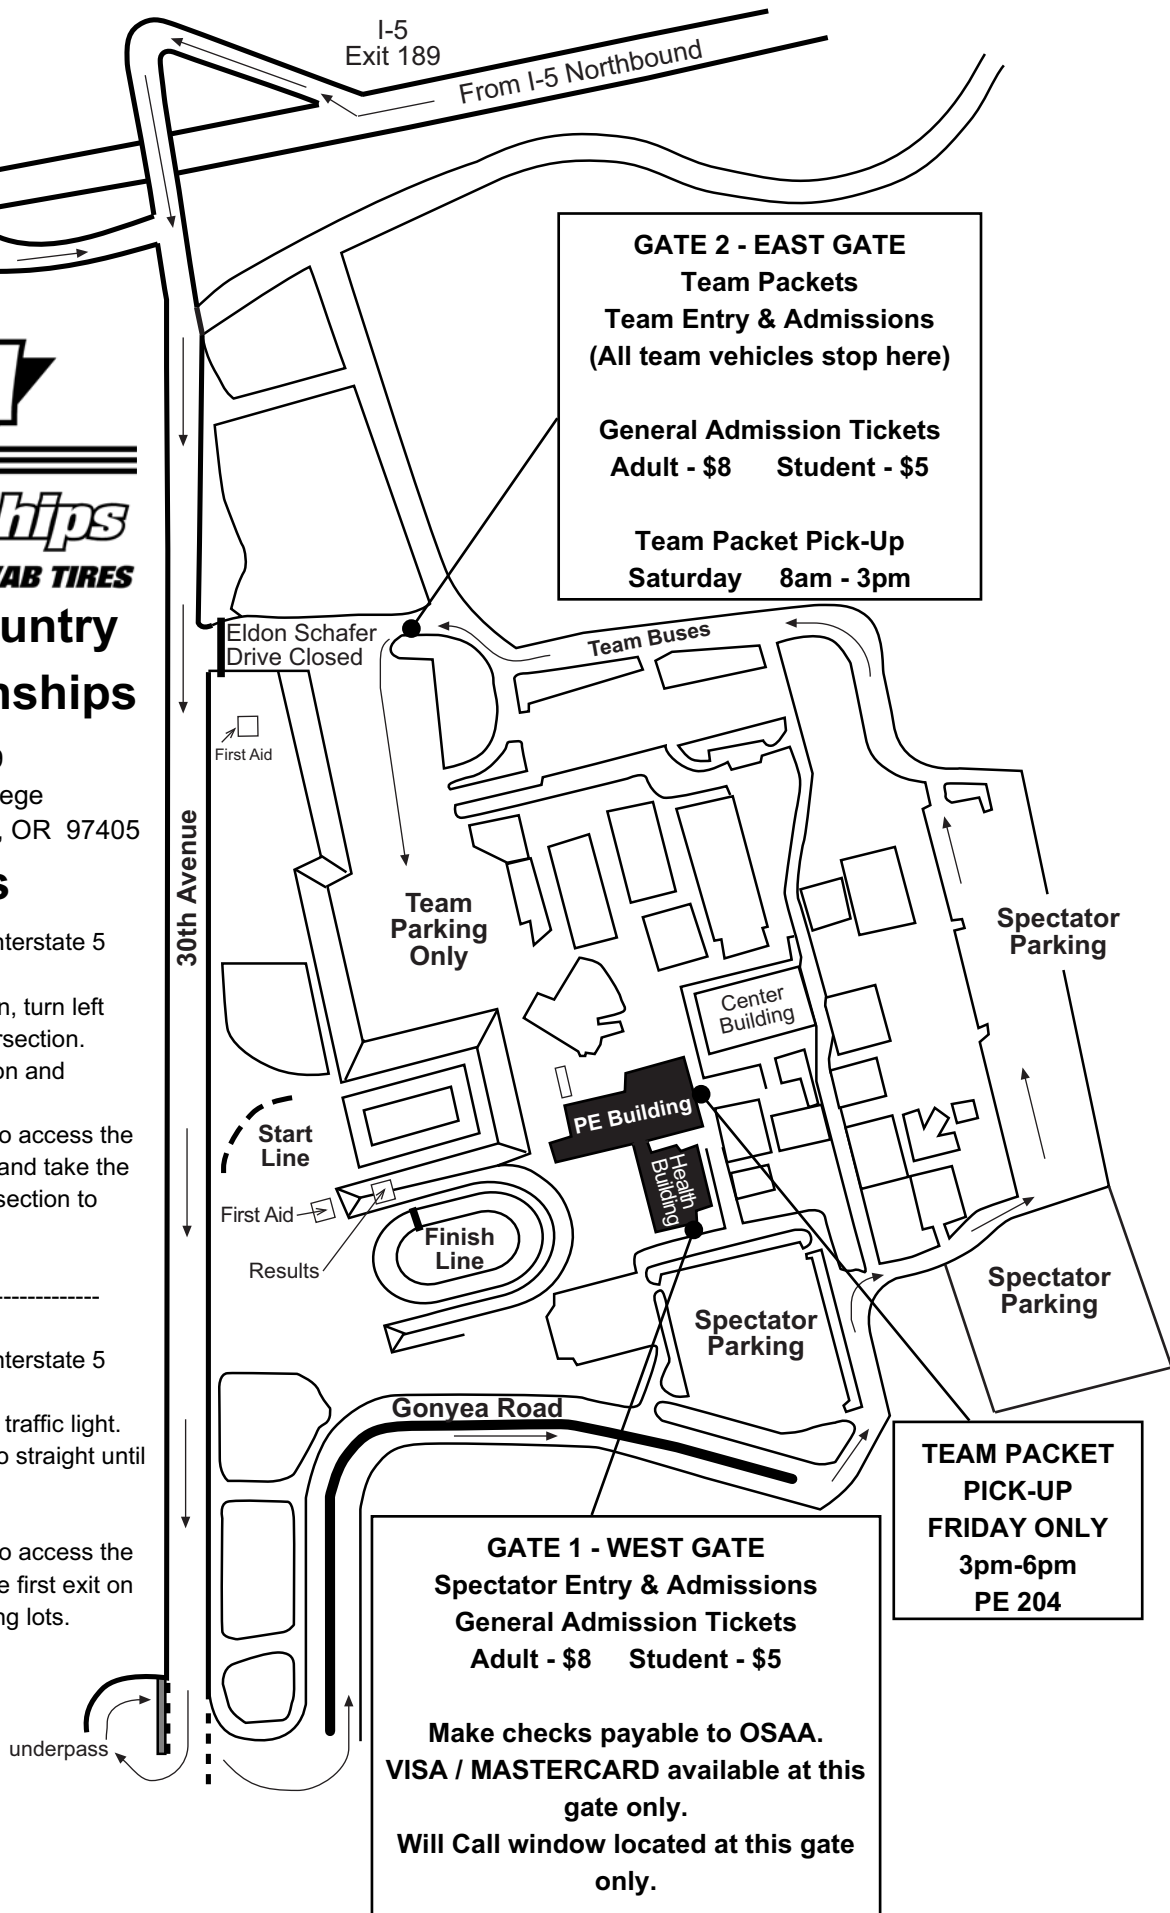 I-5
Exit 189
From I-5 Northbound
GATE 2 - EAST GATE
Team Packets
Team Entry & Admissions
(All team vehicles stop here)
General Admission Tickets
Adult - $8 Student - $5
Team Packet Pick-Up
Saturday 8am - 3pm
hips
VAB TIRES
untry
nships
ege
, OR 97405
s
nterstate 5
n, turn left
rsection.
on and
o access the
and take the
section to
-------------
nterstate 5
traffic light.
o straight until
o access the
e first exit on
ng lots.
Eldon Schafer
Drive Closed
Team Buses
First Aid
30th Avenue
Team
Parking
Only
Spectator
Parking
Center
Building
PE Building
Health
Building
Start
Line
First Aid
Results
Finish
Line
Spectator
Parking
Spectator
Parking
Gonyea Road
TEAM PACKET
PICK-UP
FRIDAY ONLY
3pm-6pm
PE 204
GATE 1 - WEST GATE
Spectator Entry & Admissions
General Admission Tickets
Adult - $8 Student - $5
Make checks payable to OSAA.
VISA / MASTERCARD available at this
gate only.
Will Call window located at this gate
only.
underpass